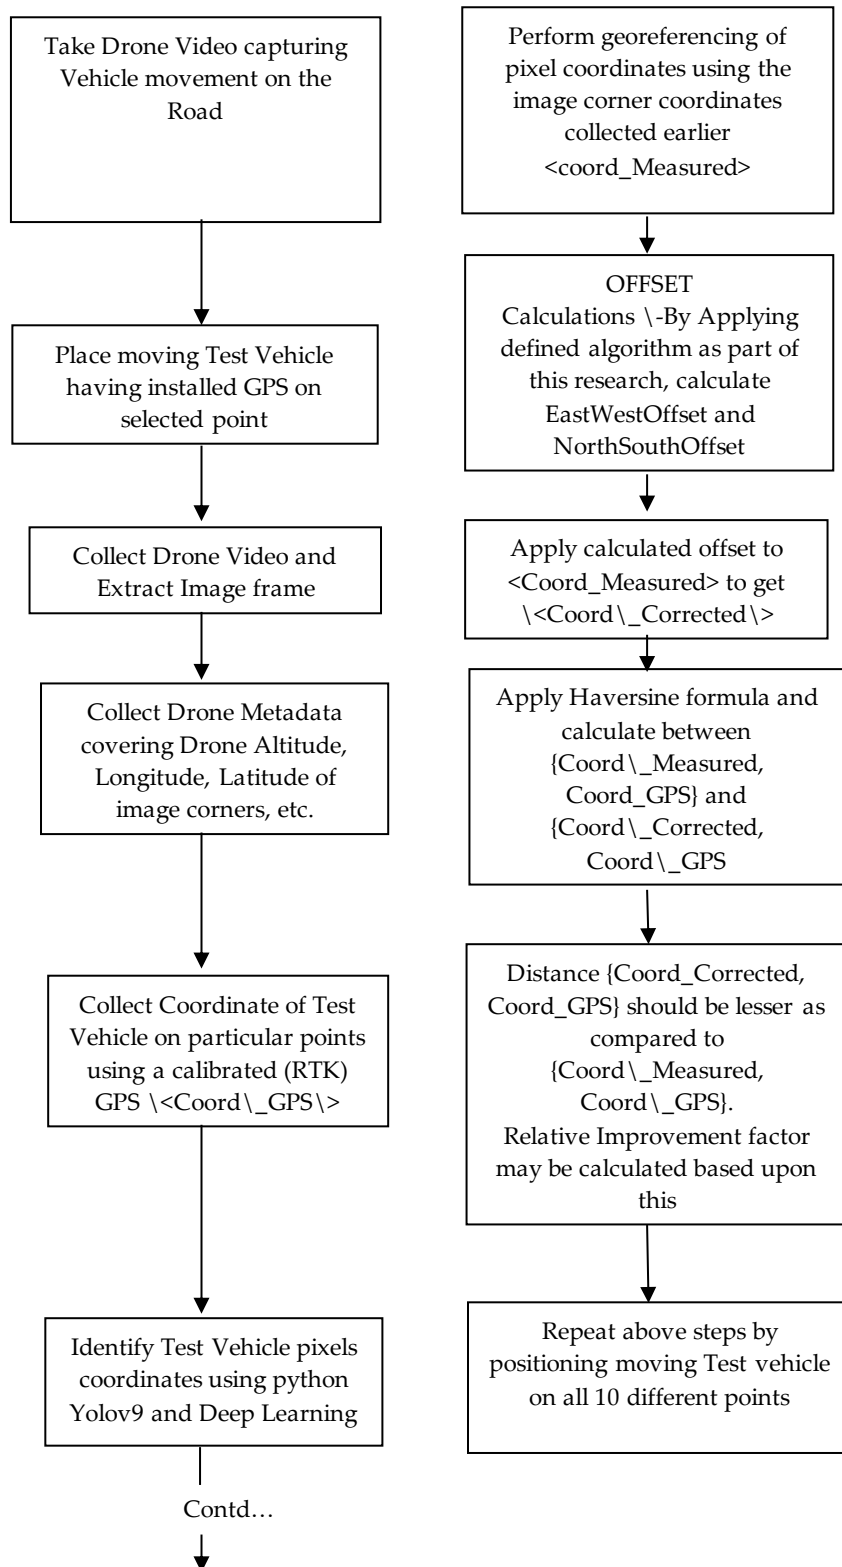 Take Drone Video capturing
Vehicle movement on the
Road
Place moving Test Vehicle
having installed GPS on
selected point
Collect Drone Video and
Extract Image frame
Collect Drone Metadata
covering Drone Altitude,
Longitude, Latitude of
image corners, etc.
Collect Coordinate of Test
Vehicle on particular points
using a calibrated (RTK)
GPS \<Coord\_GPS\>
Identify Test Vehicle pixels
coordinates using python
Yolov9 and Deep Learning
Contd…
Perform georeferencing of
pixel coordinates using the
image corner coordinates
collected earlier
<coord_Measured>
OFFSET
Calculations \-By Applying
defined algorithm as part of
this research, calculate
EastWestOffset and
NorthSouthOffset
Apply calculated offset to
<Coord_Measured> to get
\<Coord\_Corrected\>
Apply Haversine formula and
calculate between
{Coord\_Measured,
Coord_GPS} and
{Coord\_Corrected,
Coord\_GPS
Distance {Coord_Corrected,
Coord_GPS} should be lesser as
compared to
{Coord\_Measured,
Coord\_GPS}.
Relative Improvement factor
may be calculated based upon
this
Repeat above steps by
positioning moving Test vehicle
on all 10 different points